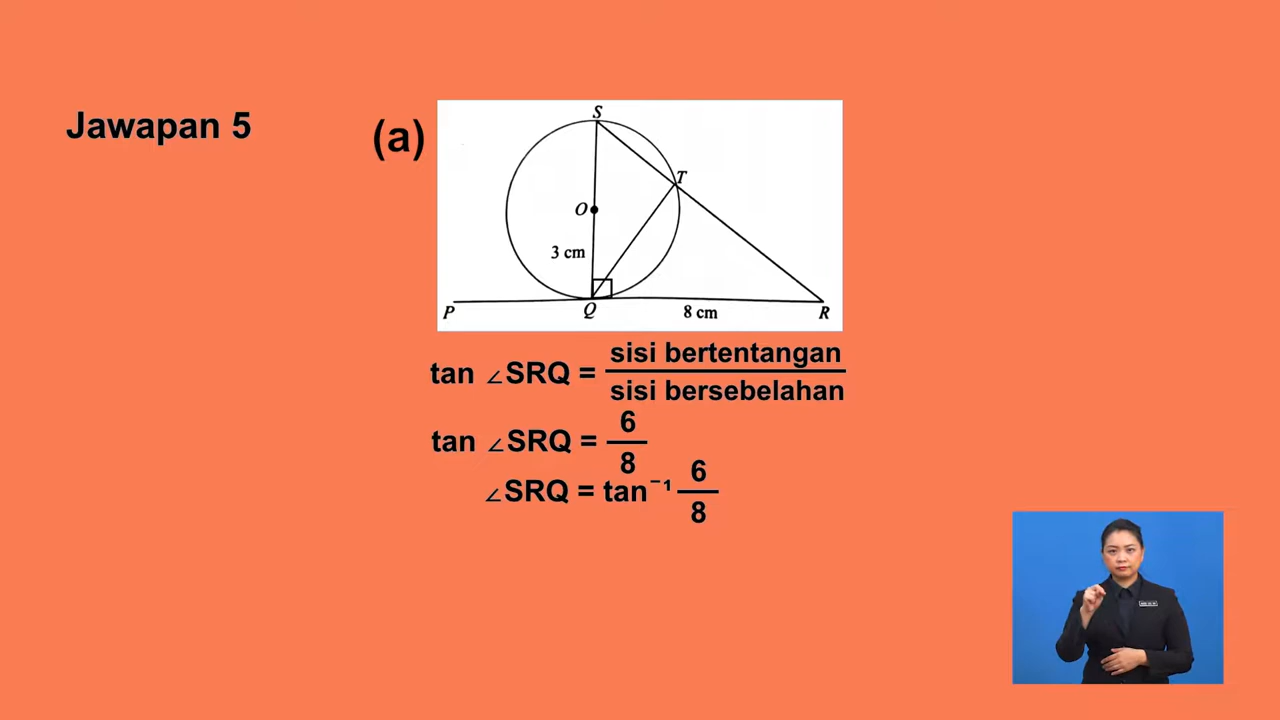 Jawapan 5
(a)
S
T
O
3 cm
P
Q
8 cm
R
tan ∠SRQ = sisi bertentangan
sisi bersebelahan
tan ∠SRQ = 6
8
∠SRQ = tan⁻¹ 6
8